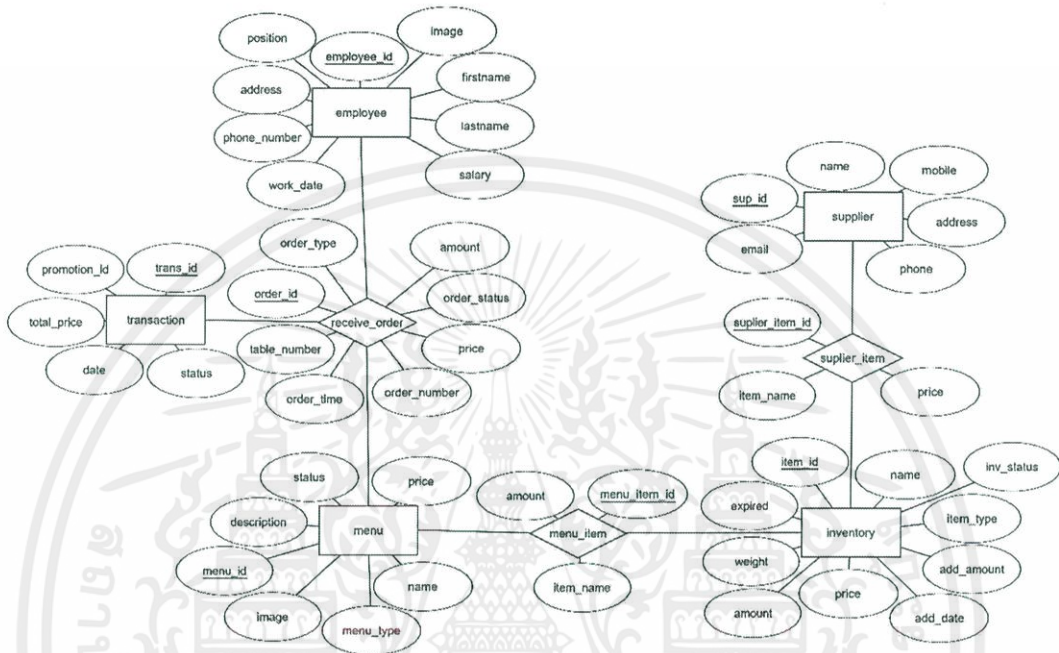 position
employee_id
image
address
firstname
employee
phone_number
lastname
work_date
salary
name
mobile
sup_id
supplier
address
email
phone
order_type
amount
promotion_id
trans_id
order_id
order_status
total_price
transaction
receive_order
table_number
price
date
status
order_time
order_number
suplier_item_id
suplier_item
item_name
price
status
price
amount
menu_item_id
item_id
name
inv_status
description
expired
item_type
menu
menu_item
inventory
menu_id
weight
add_amount
image
name
item_name
amount
price
add_date
menu_type